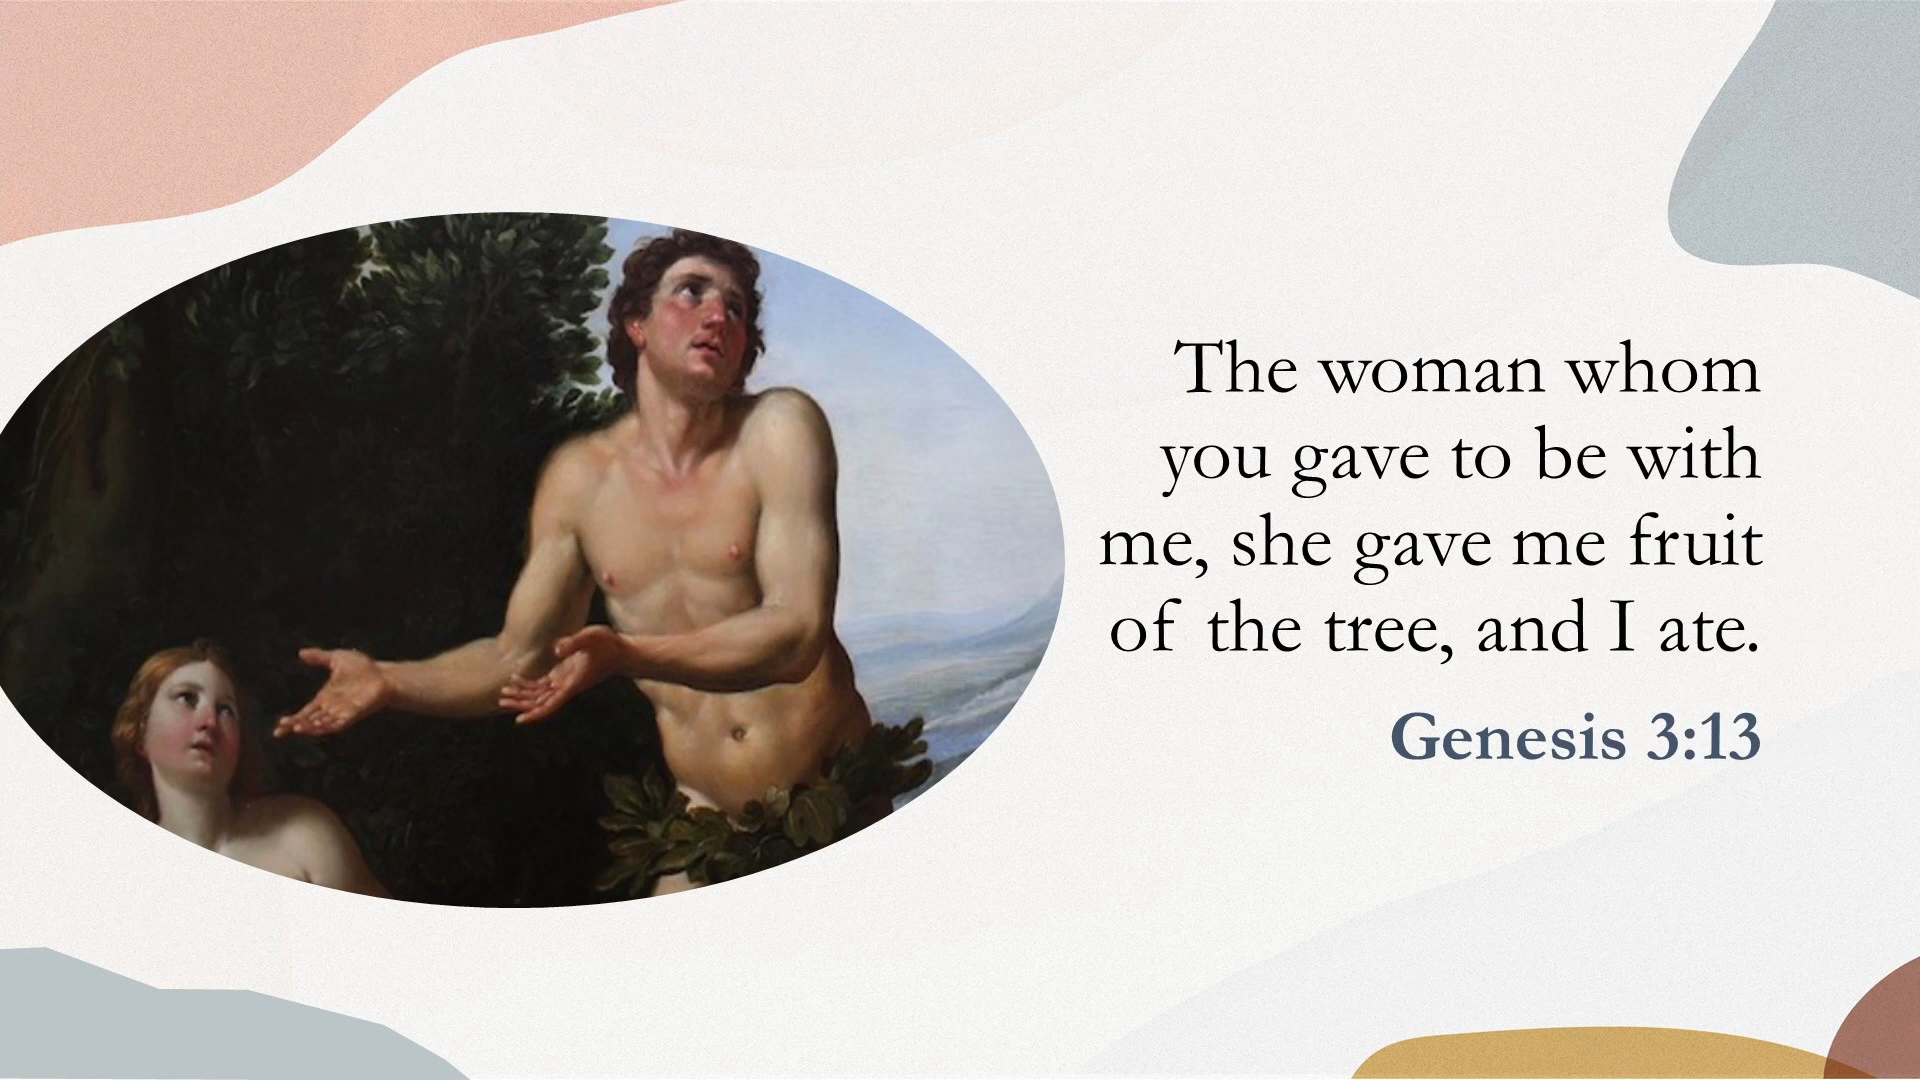 The woman whom
you gave to be with
me, she gave me fruit
of the tree, and I ate.
Genesis 3:13